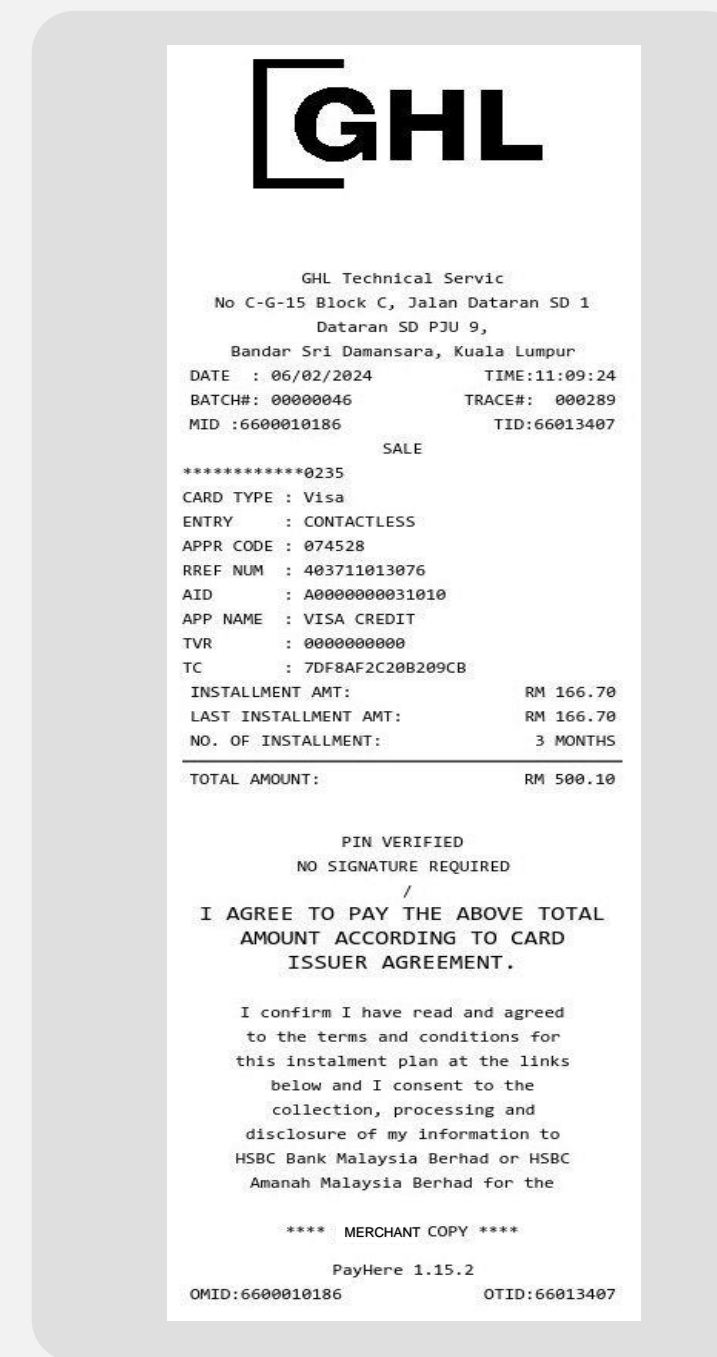 GHL
GHL Technical Servic
No C-G-15 Block C, Jalan Dataran SD 1
Dataran SD PJU 9,
Bandar Sri Damansara, Kuala Lumpur
DATE : 06/02/2024 TIME:11:09:24
BATCH#: 00000046 TRACE#: 000289
MID :6600010186 TID:66013407
SALE
************0235
CARD TYPE : Visa
ENTRY : CONTACTLESS
APPR CODE : 074528
RREF NUM : 403711013076
AID : A0000000031010
APP NAME : VISA CREDIT
TVR : 0000000000
TC : 7DF8AF2C20B209CB
INSTALLMENT AMT: RM 166.70
LAST INSTALLMENT AMT: RM 166.70
NO. OF INSTALLMENT: 3 MONTHS
TOTAL AMOUNT: RM 500.10
PIN VERIFIED
NO SIGNATURE REQUIRED
/
I AGREE TO PAY THE ABOVE TOTAL
AMOUNT ACCORDING TO CARD
ISSUER AGREEMENT.
I confirm I have read and agreed
to the terms and conditions for
this instalment plan at the links
below and I consent to the
collection, processing and
disclosure of my information to
HSBC Bank Malaysia Berhad or HSBC
Amanah Malaysia Berhad for the
**** MERCHANT COPY ****
PayHere 1.15.2
OMID:6600010186 OTID:66013407